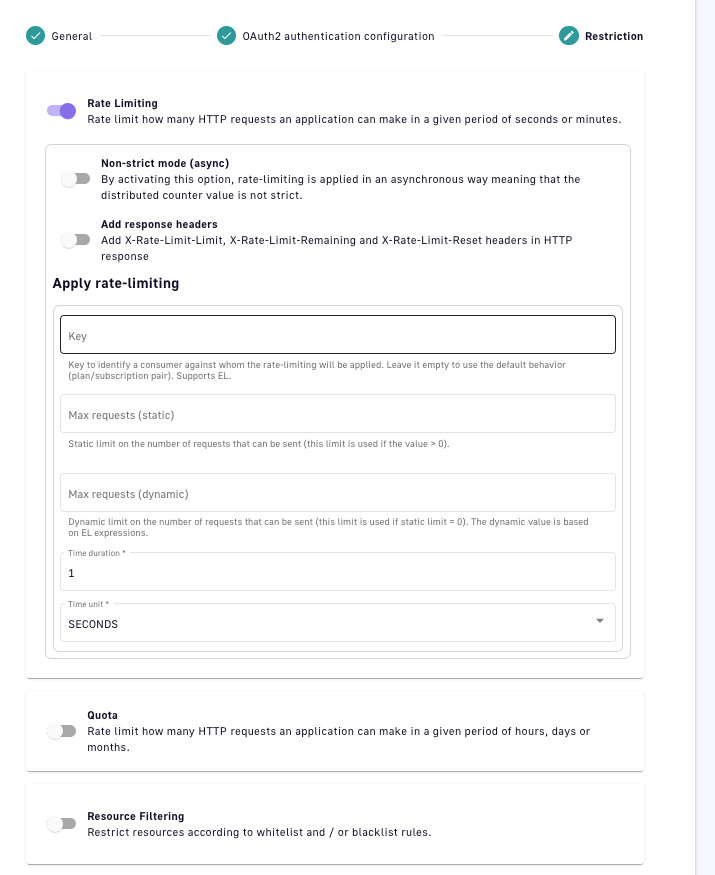 General
OAuth2 authentication configuration
Restriction
Rate Limiting
Rate limit how many HTTP requests an application can make in a given period of seconds or minutes.
Non-strict mode (async)
By activating this option, rate-limiting is applied in an asynchronous way meaning that the
distributed counter value is not strict.
Add response headers
Add X-Rate-Limit-Limit, X-Rate-Limit-Remaining and X-Rate-Limit-Reset headers in HTTP
response
Apply rate-limiting
Key
Key to identify a consumer against whom the rate-limiting will be applied. Leave it empty to use the default behavior
(plan/subscription pair). Supports EL.
Max requests (static)
Static limit on the number of requests that can be sent (this limit is used if the value > 0).
Max requests (dynamic)
Dynamic limit on the number of requests that can be sent (this limit is used if static limit = 0). The dynamic value is based
on EL expressions.
Time duration *
1
Time unit *
SECONDS
Quota
Rate limit how many HTTP requests an application can make in a given period of hours, days or
months.
Resource Filtering
Restrict resources according to whitelist and / or blacklist rules.